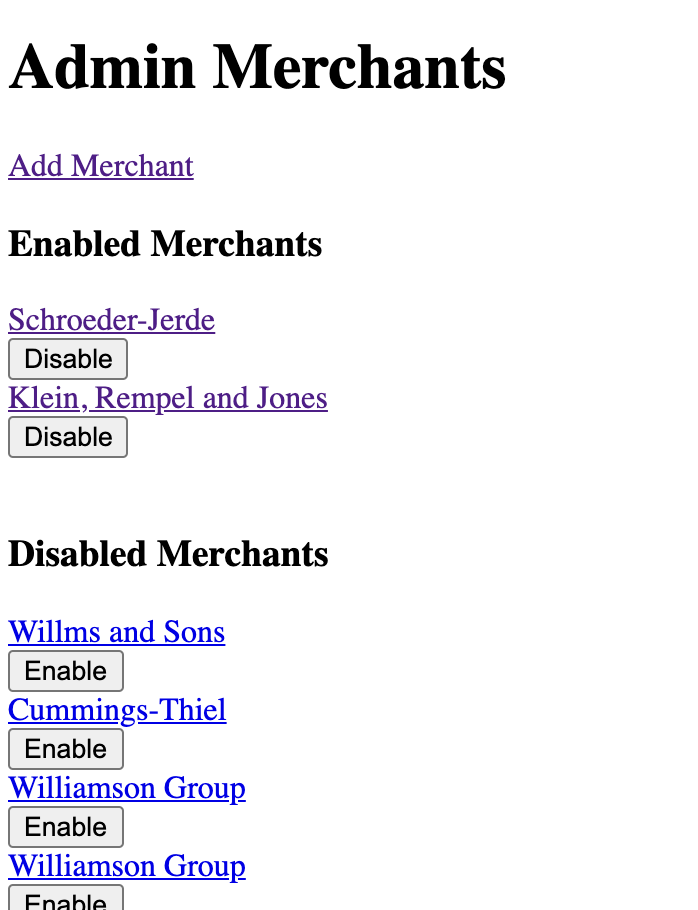 Admin Merchants
Add Merchant
Enabled Merchants
Schroeder-Jerde
Disable
Klein, Rempel and Jones
Disable
Disabled Merchants
Willms and Sons
Enable
Cummings-Thiel
Enable
Williamson Group
Enable
Williamson Group
Enable